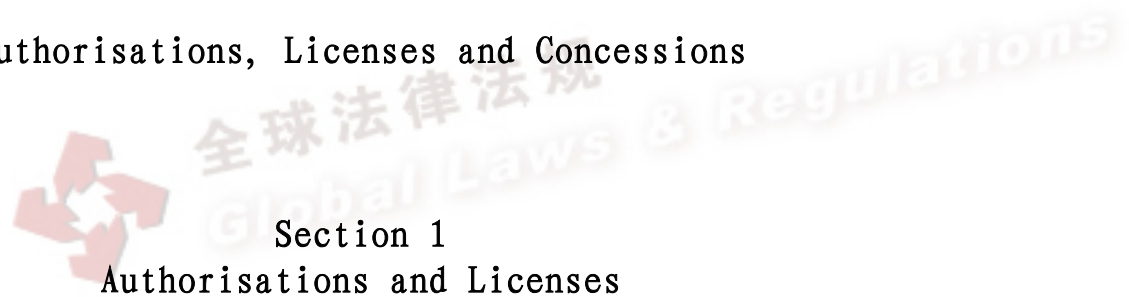 uthorisations, Licenses and Concessions
全球法律法规
Global Laws & Regulations
Section 1
Authorisations and Licenses